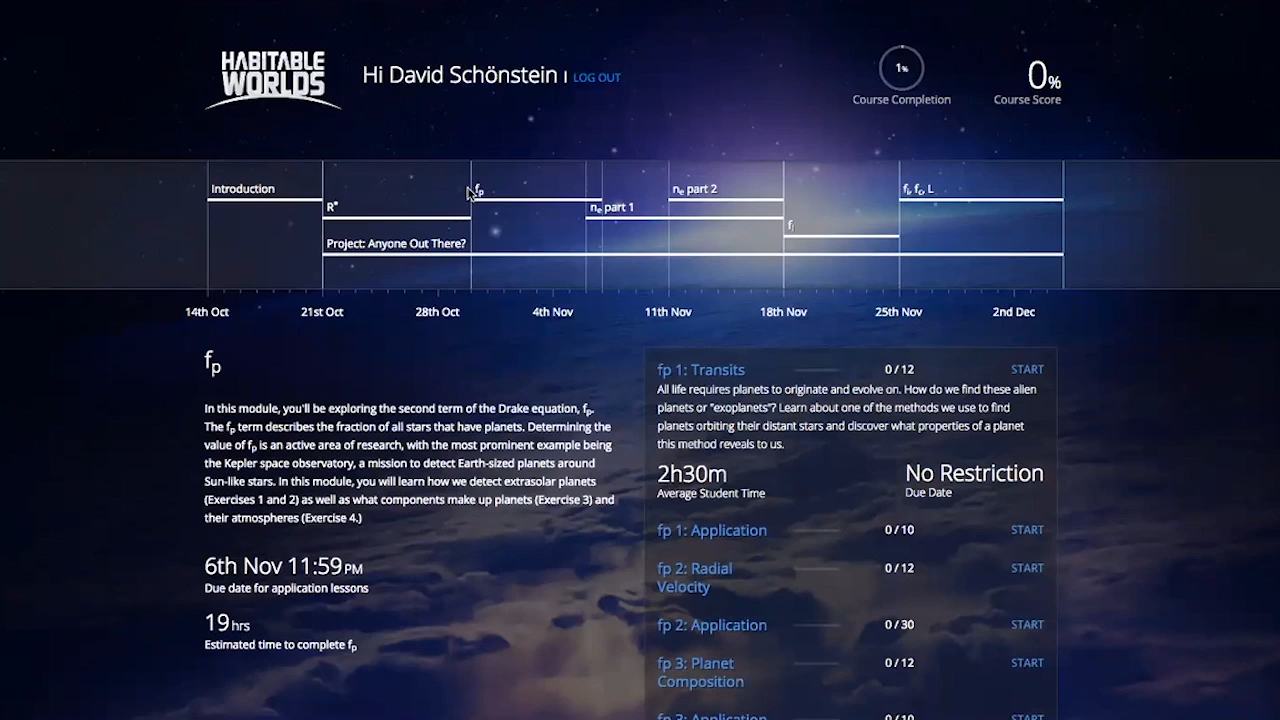 HABITABLE
WORLDS
Hi David Schönstein | LOG OUT
1%
Course Completion
0%
Course Score
Introduction
fp
ne part 2
fi, fc, L
R*
ne part 1
Project: Anyone Out There?
14th Oct
21st Oct
28th Oct
4th Nov
11th Nov
18th Nov
25th Nov
2nd Dec
fp
In this module, you'll be exploring the second term of the Drake equation, fp.
The fp term describes the fraction of all stars that have planets. Determining the
value of fp is an active area of research, with the most prominent example being
the Kepler space observatory, a mission to detect Earth-sized planets around
Sun-like stars. In this module, you will learn how we detect extrasolar planets
(Exercises 1 and 2) as well as what components make up planets (Exercise 3) and
their atmospheres (Exercise 4.)
6th Nov 11:59 PM
Due date for application lessons
19 hrs
Estimated time to complete fp
fp 1: Transits 0 / 12 START
All life requires planets to originate and evolve on. How do we find these alien
planets or "exoplanets"? Learn about one of the methods we use to find
planets orbiting their distant stars and discover what properties of a planet
this method reveals to us.
2h30m
Average Student Time
No Restriction
Due Date
fp 1: Application 0 / 10 START
fp 2: Radial 0 / 12 START
Velocity
fp 2: Application 0 / 30 START
fp 3: Planet 0 / 12 START
Composition
fp 3: Application 0 / 10 START